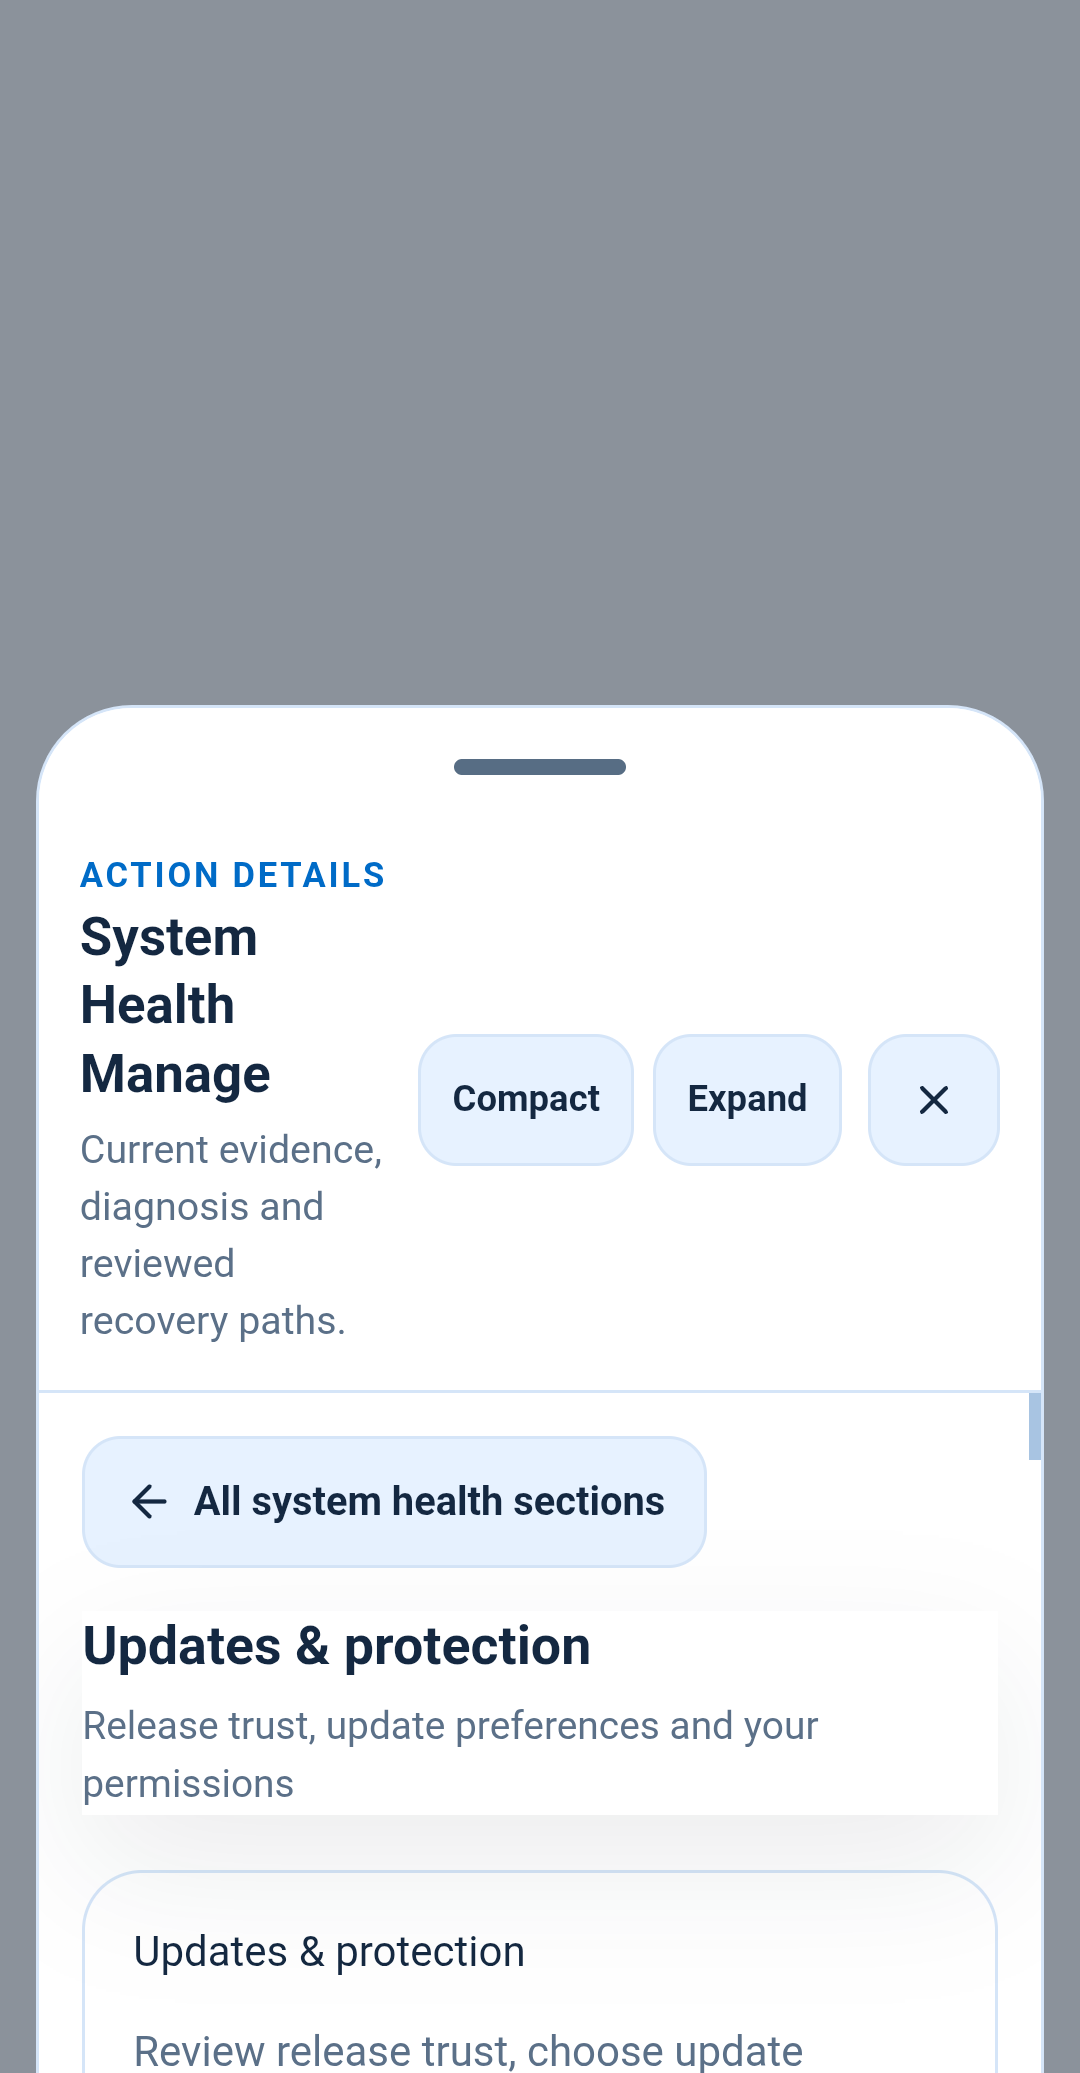 ACTION DETAILS
System
Health
Manage
Current evidence,
diagnosis and
reviewed
recovery paths.
Compact
Expand
All system health sections
Updates & protection
Release trust, update preferences and your
permissions
Updates & protection
Review release trust, choose update